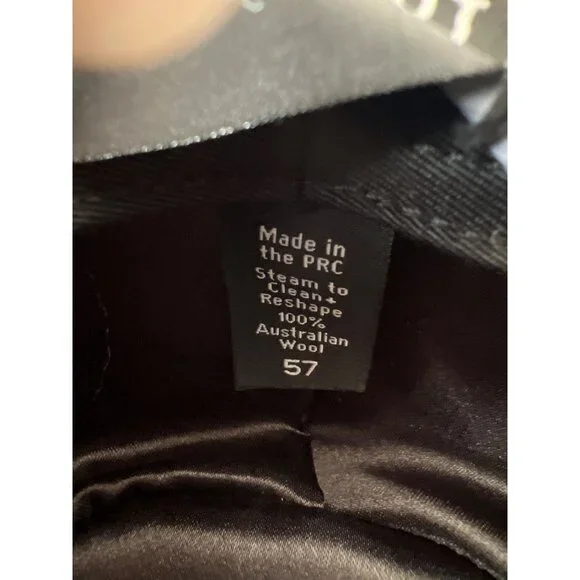 Made in
the PRC
Steam to
Clean+
Reshape
100%
Australian
Wool
57